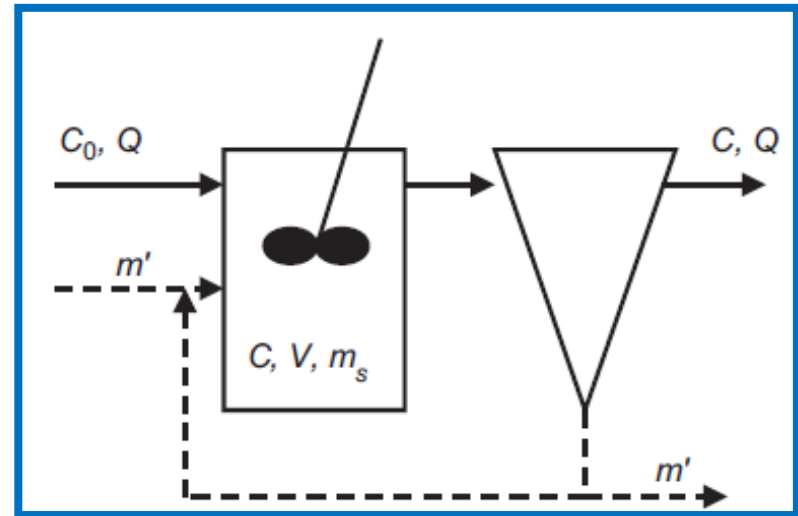 C₀, Q
C, Q
m'
C, V, mₛ
m'